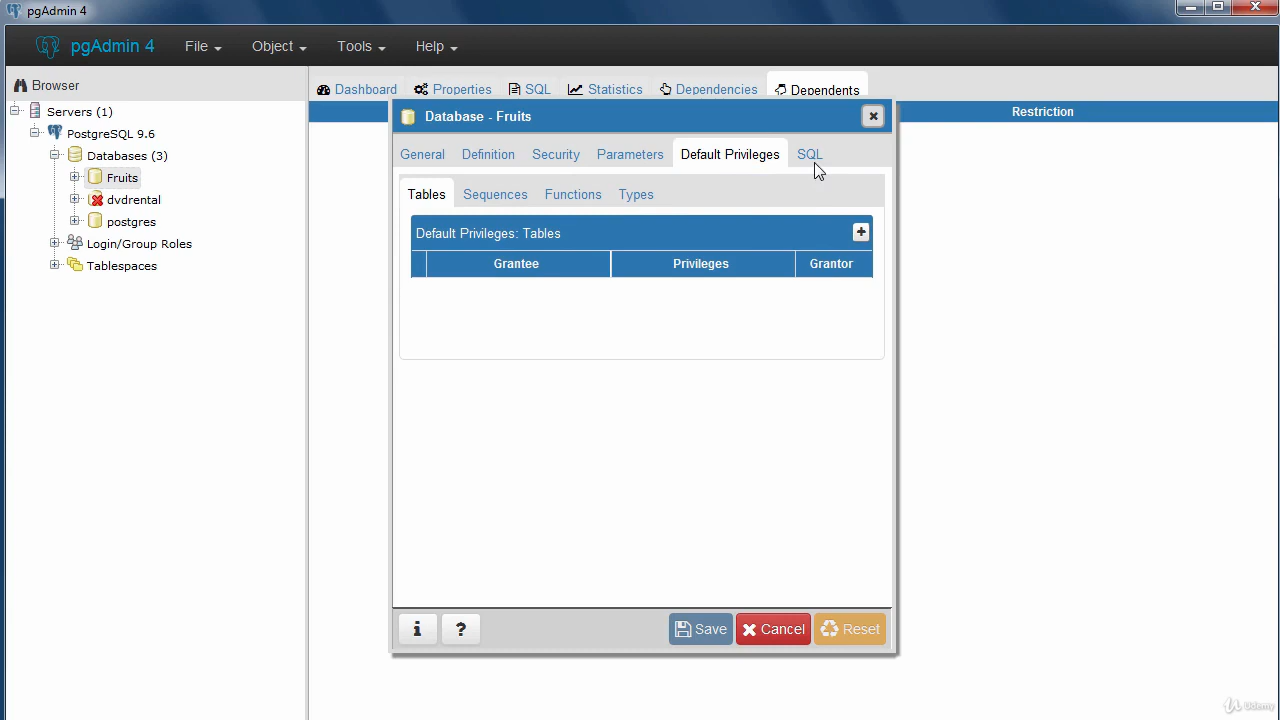 pgAdmin 4
pgAdmin 4 File Object Tools Help
Browser
Dashboard Properties SQL Statistics Dependencies Dependents
Servers (1)
PostgreSQL 9.6
Databases (3)
Fruits
dvdrental
postgres
Login/Group Roles
Tablespaces
Restriction
Database - Fruits
General Definition Security Parameters Default Privileges SQL
Tables Sequences Functions Types
Default Privileges: Tables
Grantee Privileges Grantor
i ? Save Cancel Reset
Udemy